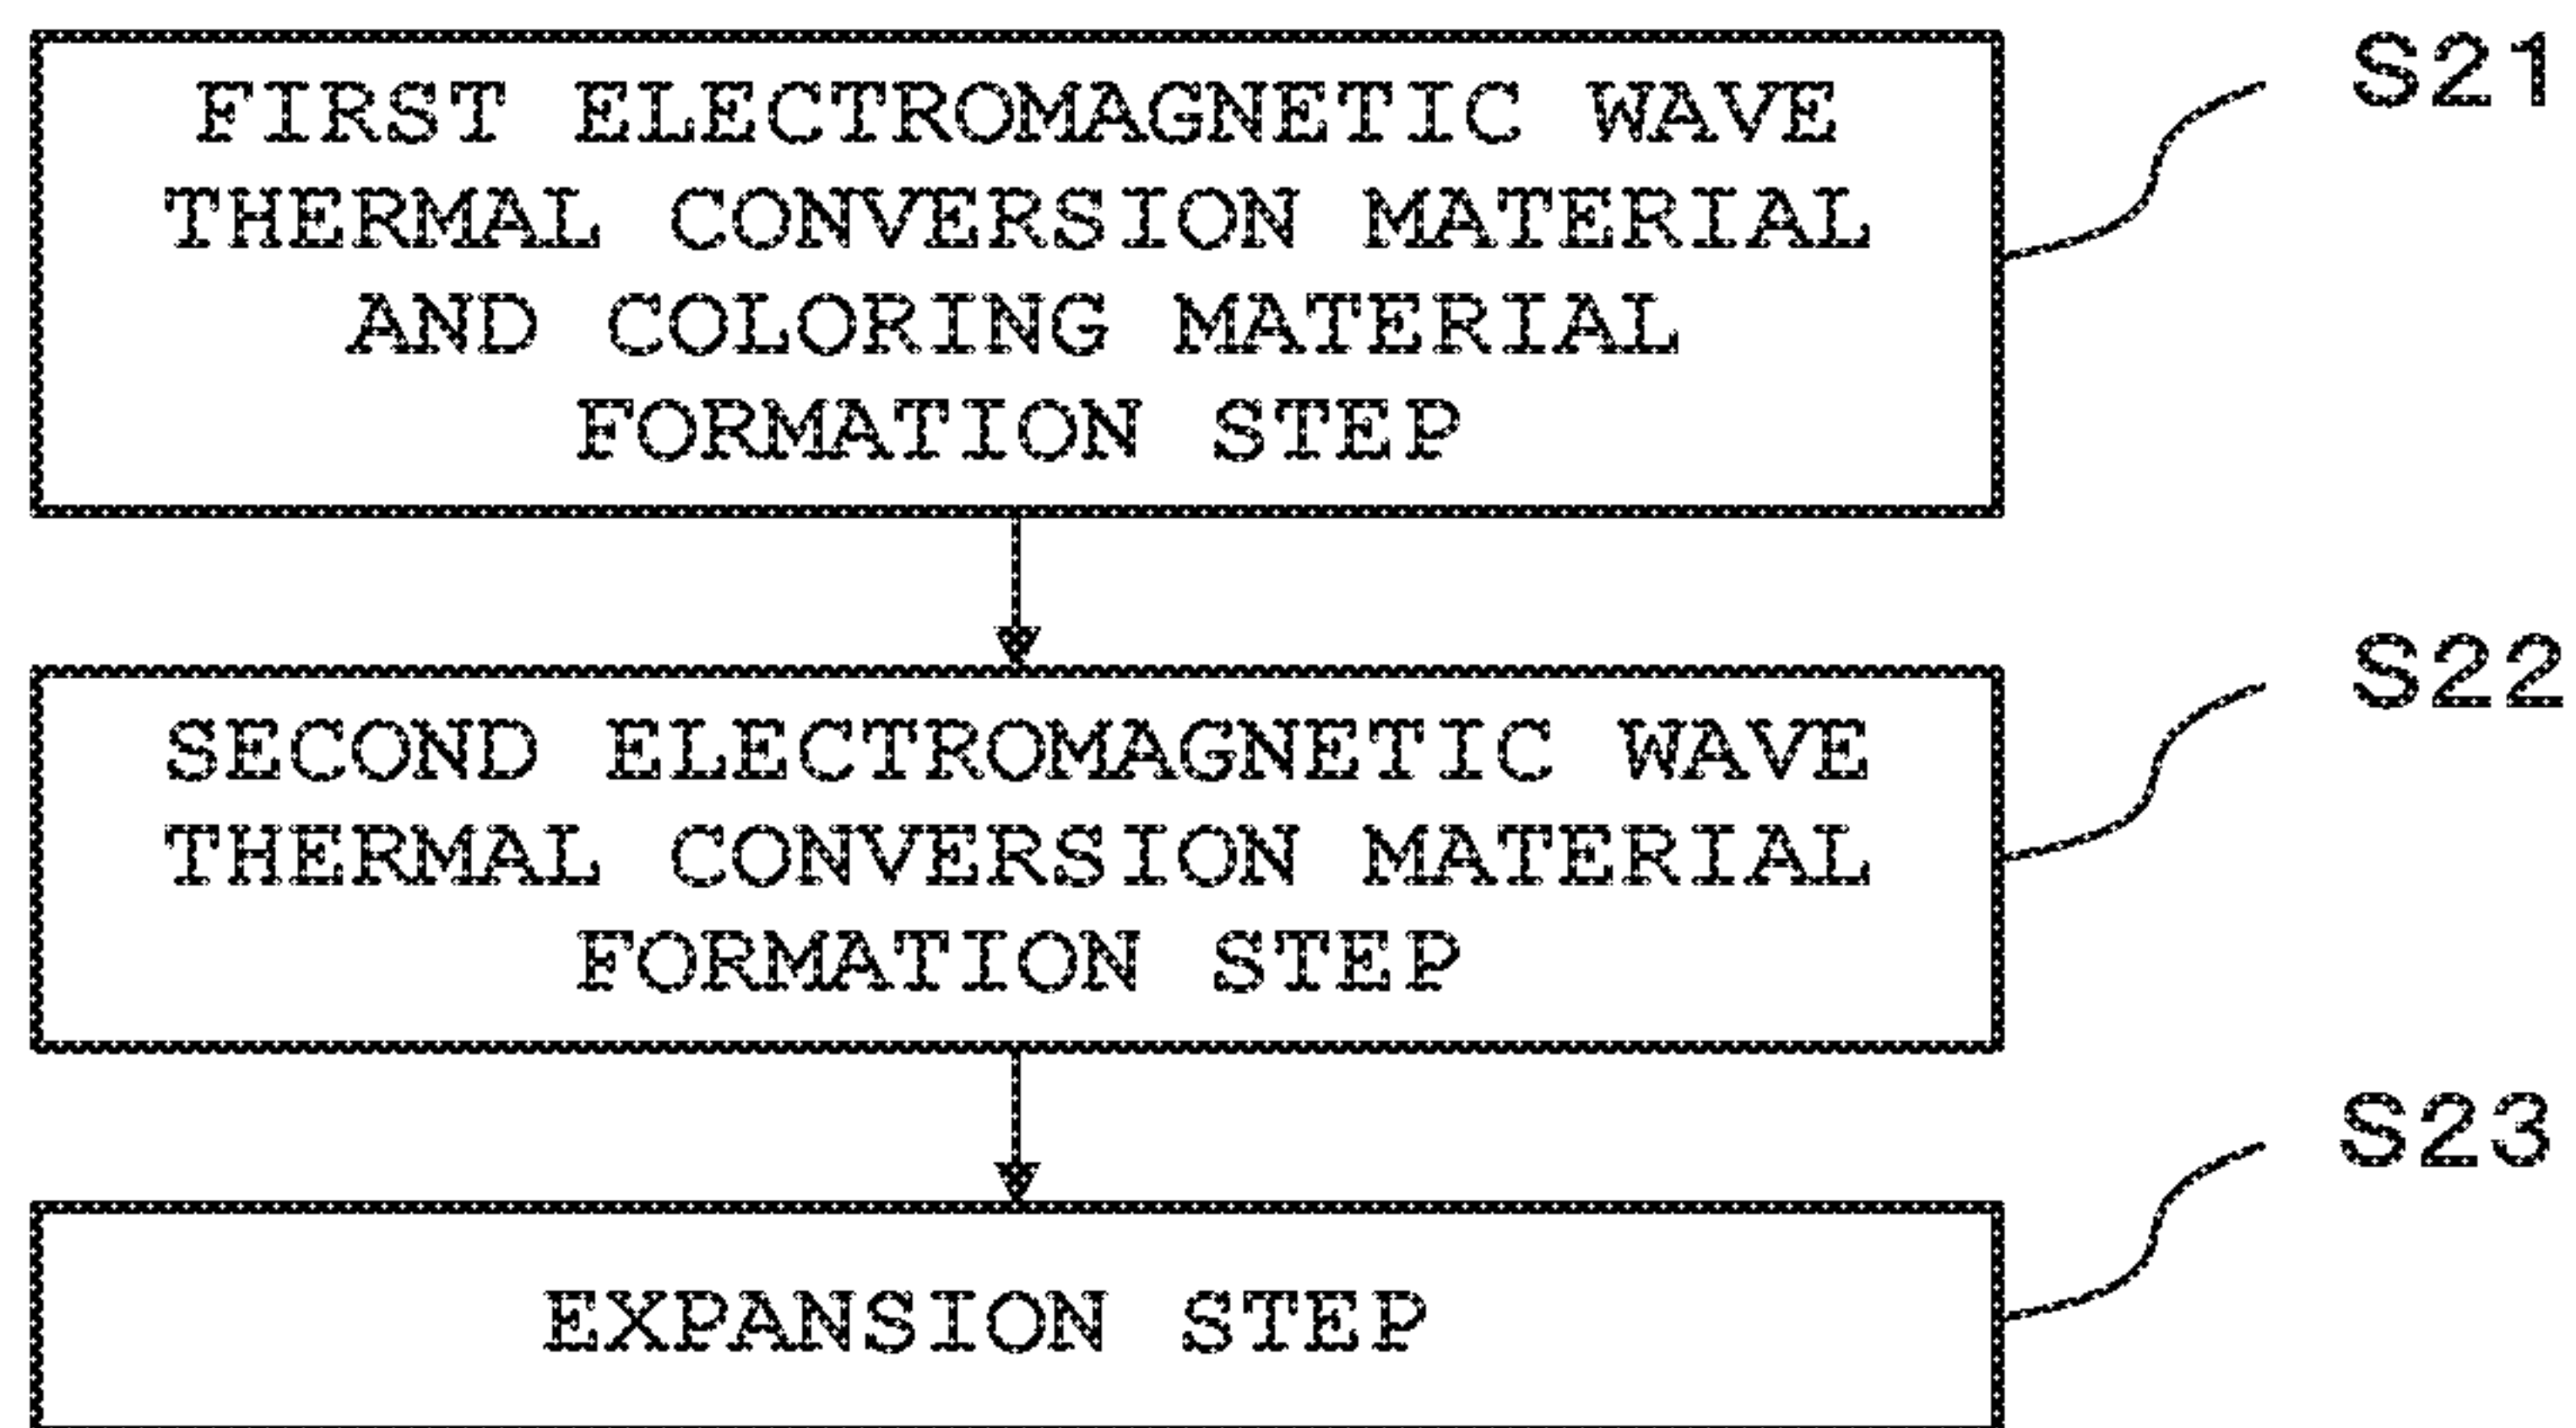 FIRST ELECTROMAGNETIC WAVE
THERMAL CONVERSION MATERIAL
AND COLORING MATERIAL
FORMATION STEP
S21
SECOND ELECTROMAGNETIC WAVE
THERMAL CONVERSION MATERIAL
FORMATION STEP
S22
EXPANSION STEP
S23